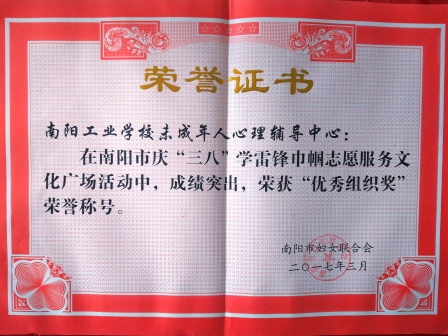 荣誉证书
南阳工业学校未成年人心理辅导中心：
在南阳市庆“三八”学雷锋巾帼志愿服务文
化广场活动中，成绩突出，荣获“优秀组织奖”
荣誉称号。
南阳市妇女联合会
二〇一七年三月